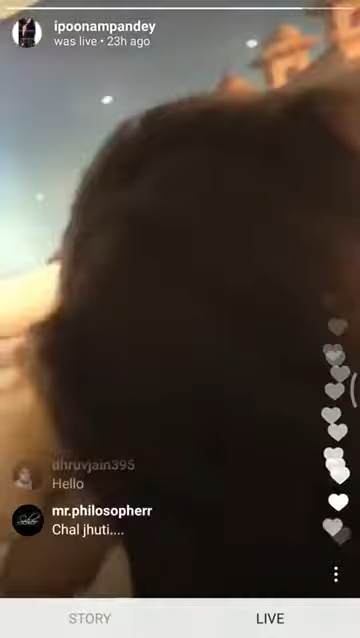 ipoonampandey
was live • 23h ago
dhruvjain395
Hello
mr.philosopherr
Chal jhuti....
STORY
LIVE